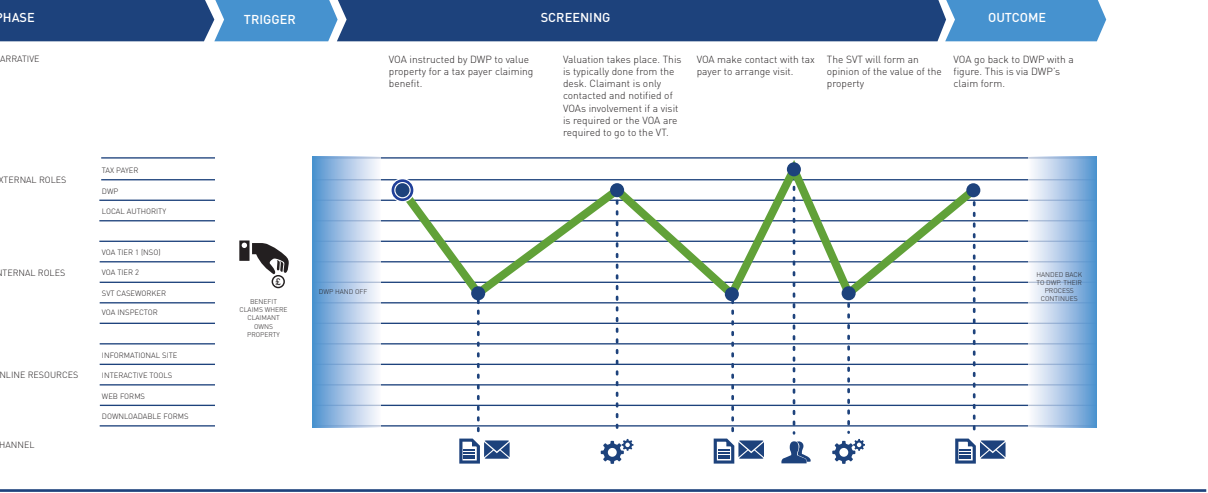 PHASE
TRIGGER
SCREENING
OUTCOME
ARRATIVE
VOA instructed by DWP to value
property for a tax payer claiming
benefit.
Valuation takes place. This
is typically done from the
desk. Claimant is only
contacted and notified of
VOAs involvement if a visit
is required or the VOA are
required to go to the VT.
VOA make contact with tax
payer to arrange visit.
The SVT will form an
opinion of the value of the
property
VOA go back to DWP with a
figure. This is via DWP's
claim form.
XTERNAL ROLES
TAX PAYER
DWP
LOCAL AUTHORITY
NTERNAL ROLES
VOA TIER 1 (NSO)
VOA TIER 2
SVT CASEWORKER
VOA INSPECTOR
£
BENEFIT
CLAIMS WHERE
CLAIMANT
OWNS
PROPERTY
DWP HAND OFF
HANDED BACK
TO DWP. THEIR
PROCESS
CONTINUES
NLINE RESOURCES
INFORMATIONAL SITE
INTERACTIVE TOOLS
WEB FORMS
DOWNLOADABLE FORMS
HANNEL